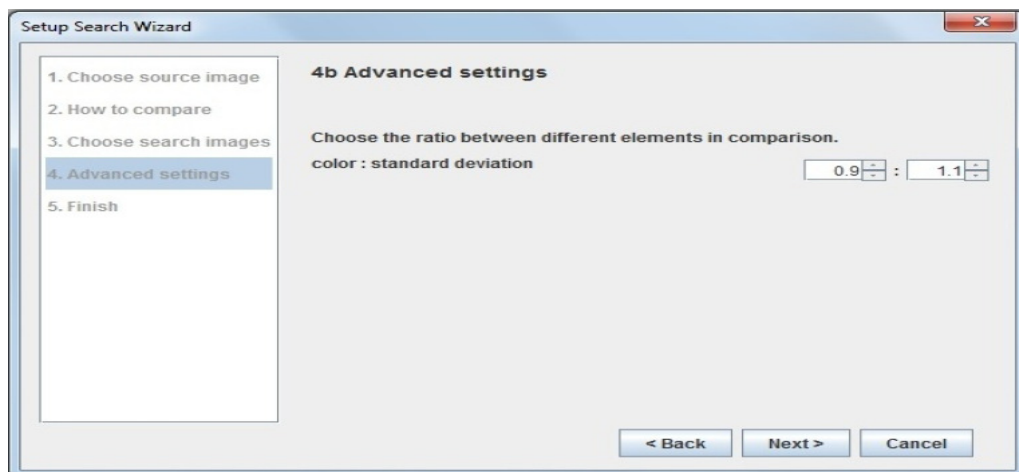 Setup Search Wizard
1. Choose source image
2. How to compare
3. Choose search images
4. Advanced settings
5. Finish
4b Advanced settings
Choose the ratio between different elements in comparison.
color : standard deviation 0.9 : 1.1
< Back Next > Cancel